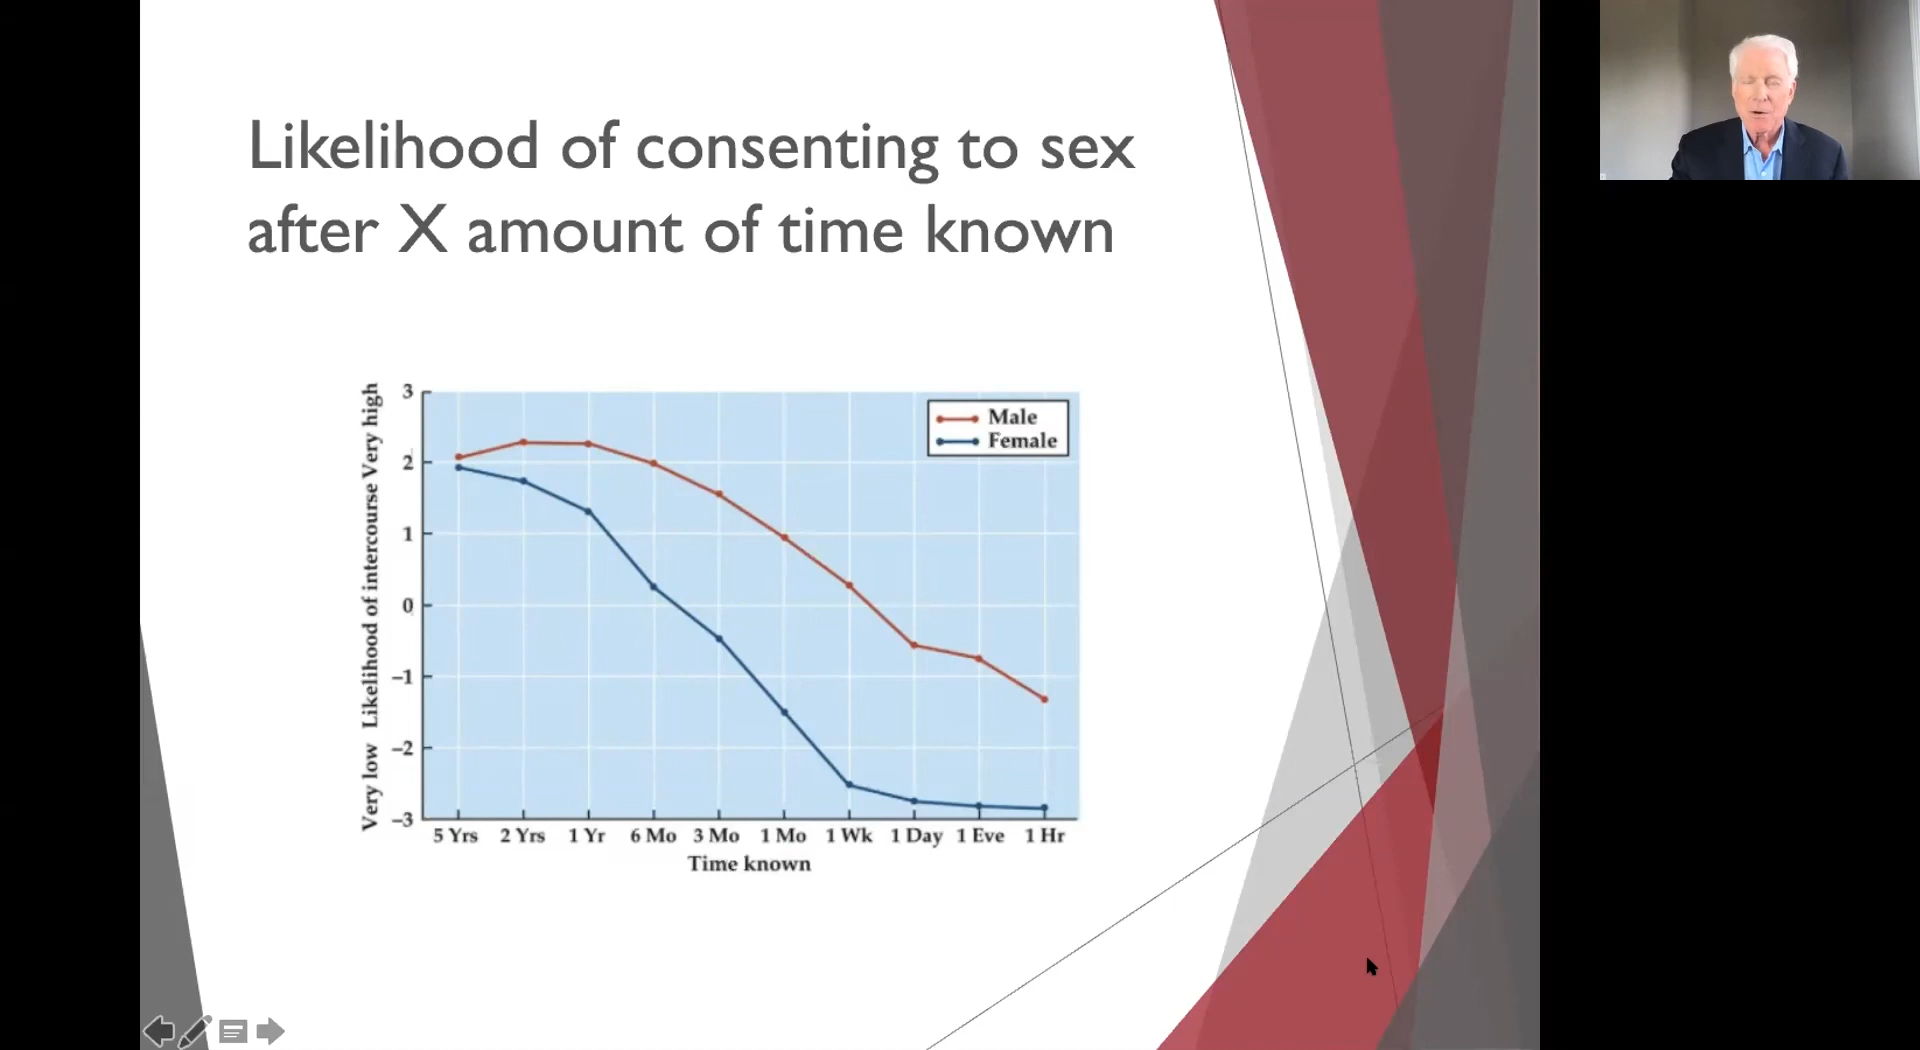 Likelihood of consenting to sex
after X amount of time known
Very low Likelihood of intercourse Very high
3
2
1
0
−1
−2
−3
Male
Female
5 Yrs 2 Yrs 1 Yr 6 Mo 3 Mo 1 Mo 1 Wk 1 Day 1 Eve 1 Hr
Time known